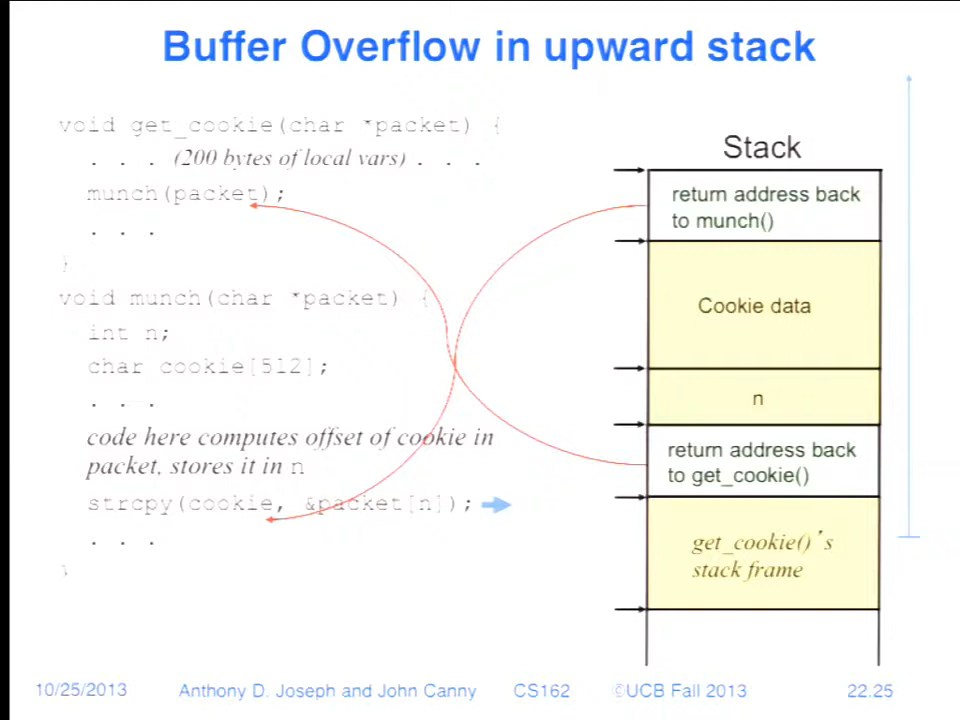 Buffer Overflow in upward stack
void get_cookie(char *packet) {
. . . (200 bytes of local vars) . . .
munch(packet);
. . .
}
void munch(char *packet) {
int n;
char cookie[512];
. . .
code here computes offset of cookie in
packet, stores it in n
strcpy(cookie, &packet[n]);
. . .
}
Stack
return address back
to munch()
Cookie data
n
return address back
to get_cookie()
get_cookie()'s
stack frame
10/25/2013 Anthony D. Joseph and John Canny CS162 ©UCB Fall 2013 22.25